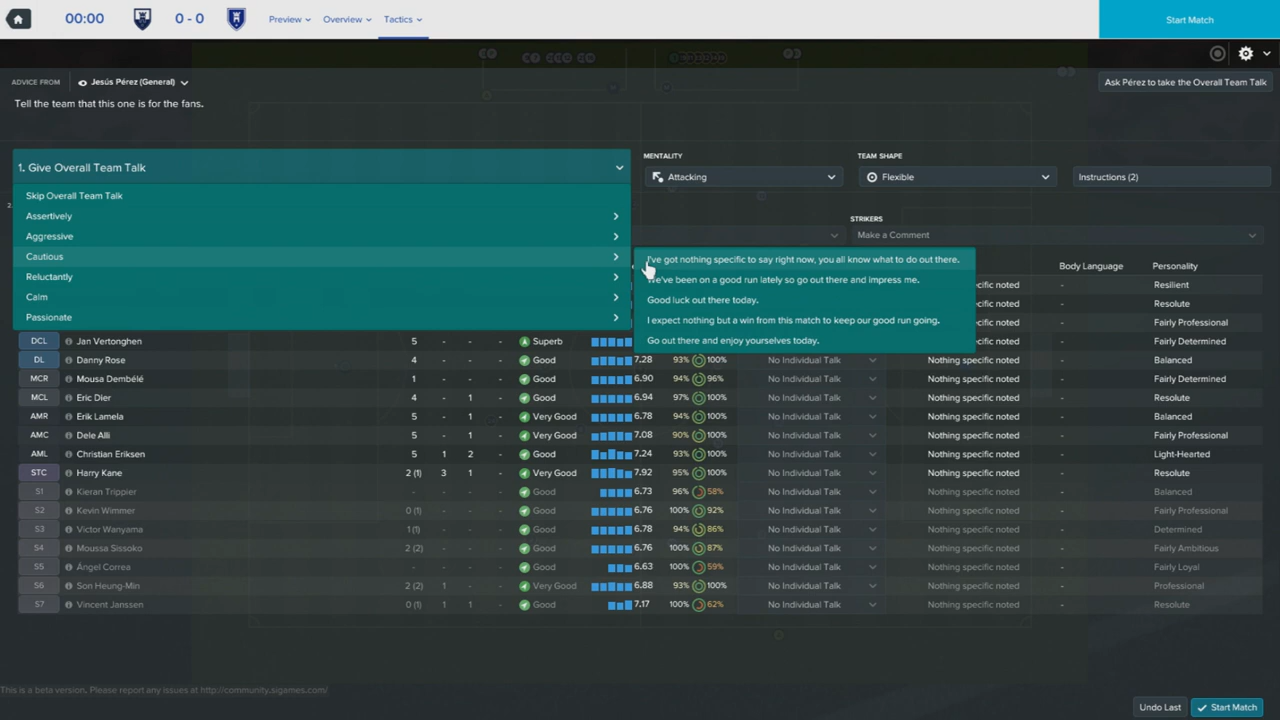 00:00 0 - 0 Preview Overview Tactics Start Match
ADVICE FROM Jesús Pérez (General) Ask Pérez to take the Overall Team Talk
Tell the team that this one is for the fans.
MENTALITY TEAM SHAPE
1. Give Overall Team Talk Attacking Flexible Instructions (2)
Skip Overall Team Talk
Assertively STRIKERS
Aggressive Make a Comment
Cautious I've got nothing specific to say right now, you all know what to do out there. Body Language Personality
Reluctantly We've been on a good run lately so go out there and impress me. Resilient
Calm Good luck out there today. Resolute
Passionate I expect nothing but a win from this match to keep our good run going. Fairly Professional
DCL Jan Vertonghen 5 - - - Superb Go out there and enjoy yourselves today. Fairly Determined
DL Danny Rose 5 - - - Good 7.28 93% 100% No Individual Talk Nothing specific noted - Balanced
MCR Mousa Dembélé 1 - - - Good 6.90 94% 96% No Individual Talk Nothing specific noted - Fairly Determined
MCL Eric Dier 4 - 1 - Good 6.94 97% 100% No Individual Talk Nothing specific noted - Resolute
AMR Erik Lamela 5 - 1 - Very Good 6.78 94% 100% No Individual Talk Nothing specific noted - Balanced
AMC Dele Alli 5 - 1 - Very Good 7.08 90% 100% No Individual Talk Nothing specific noted - Fairly Professional
AML Christian Eriksen 5 1 2 - Good 7.24 93% 100% No Individual Talk Nothing specific noted - Light-Hearted
STC Harry Kane 2 (1) 3 1 - Very Good 7.92 95% 100% No Individual Talk Nothing specific noted - Resolute
S1 Kieran Trippier - - - - Good 6.73 96% 58% No Individual Talk Nothing specific noted - Balanced
S2 Kevin Wimmer 0 (1) - - - Good 6.76 100% 92% No Individual Talk Nothing specific noted - Fairly Professional
S3 Victor Wanyama 1 (1) - - - Good 6.78 94% 86% No Individual Talk Nothing specific noted - Determined
S4 Moussa Sissoko 2 (2) - - - Good 6.76 100% 87% No Individual Talk Nothing specific noted - Fairly Ambitious
S5 Ángel Correa - - - - Good 6.63 100% 59% No Individual Talk Nothing specific noted - Fairly Loyal
S6 Son Heung-Min 2 (2) 1 - - Very Good 6.88 93% 100% No Individual Talk Nothing specific noted - Professional
S7 Vincent Janssen 0 (1) 1 1 - Good 7.17 100% 62% No Individual Talk Nothing specific noted - Resolute
This is a beta version. Please report any issues at http://community.sigames.com/
Undo Last Start Match